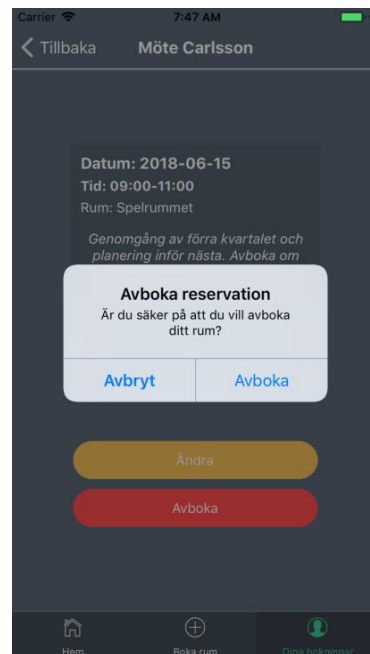 Carrier 7:47 AM
Tillbaka Möte Carlsson
Datum: 2018-06-15
Tid: 09:00-11:00
Rum: Spelrummet
Genomgång av förra kvartalet och
planering inför nästa. Avboka om
Avboka reservation
Är du säker på att du vill avboka
ditt rum?
Avbryt Avboka
Ändra
Avboka
Hem Boka rum Dina bokningar